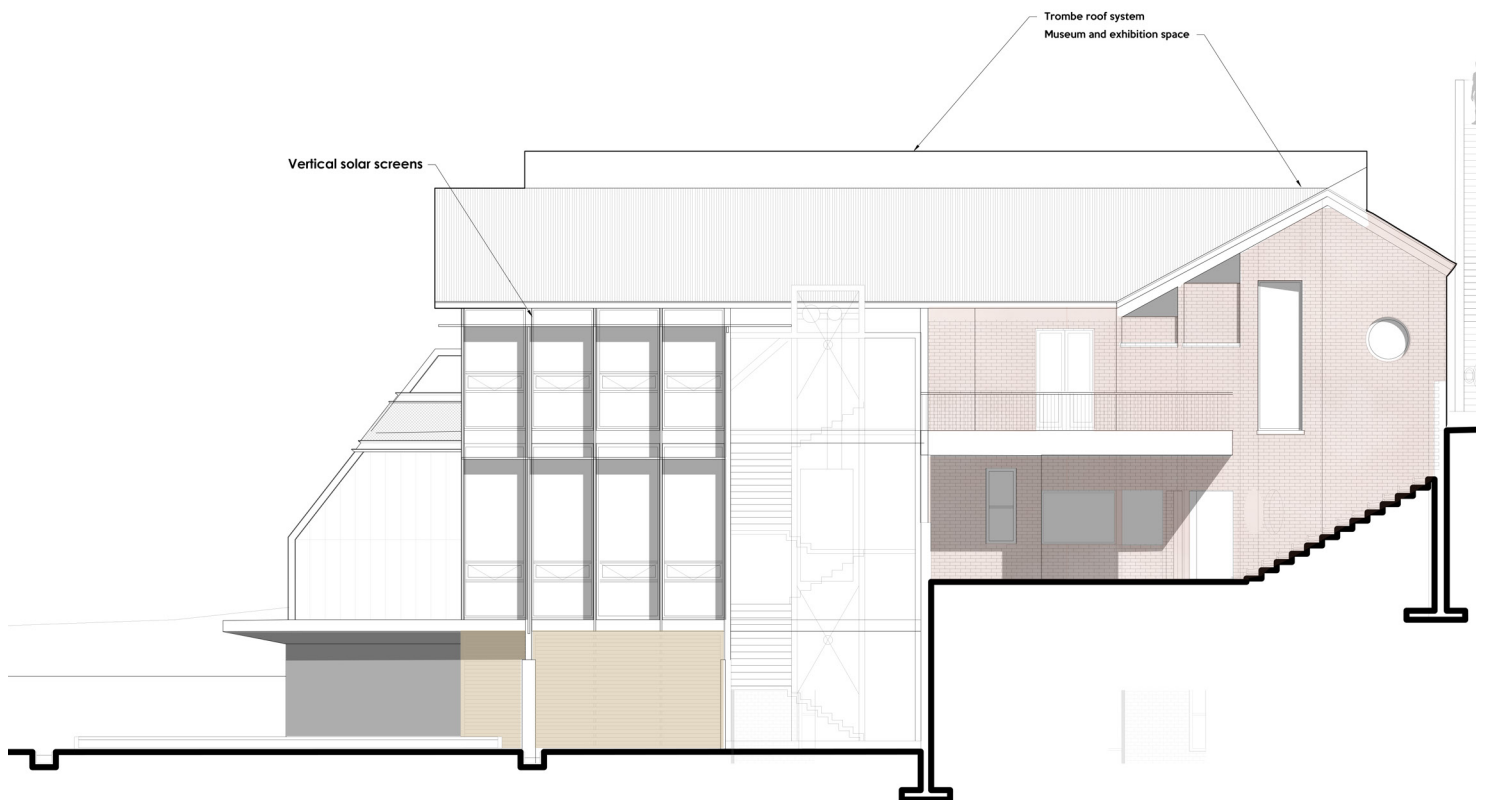 Trombe roof system
Museum and exhibition space
Vertical solar screens